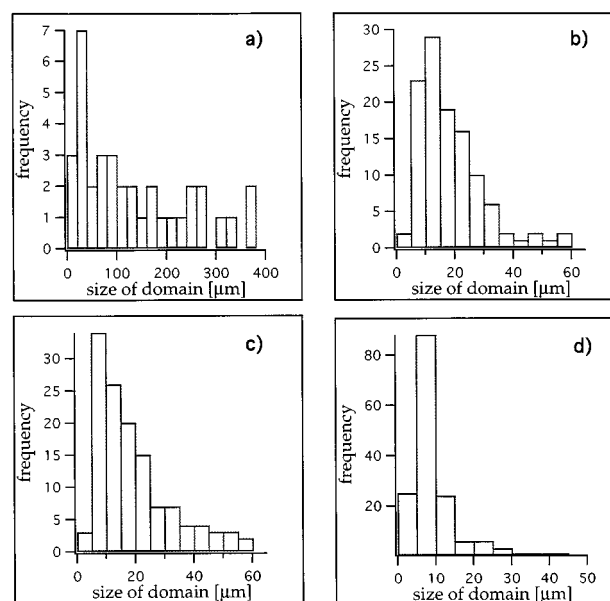 a)
7
6
5
4
3
2
1
0
frequency
0 100 200 300 400
size of domain [μm]
b)
30
25
20
15
10
5
0
frequency
0 20 40 60
size of domain [μm]
c)
30
25
20
15
10
5
0
frequency
0 20 40 60
size of domain [μm]
d)
80
60
40
20
frequency
0 10 20 30 40 50
size of domain [μm]